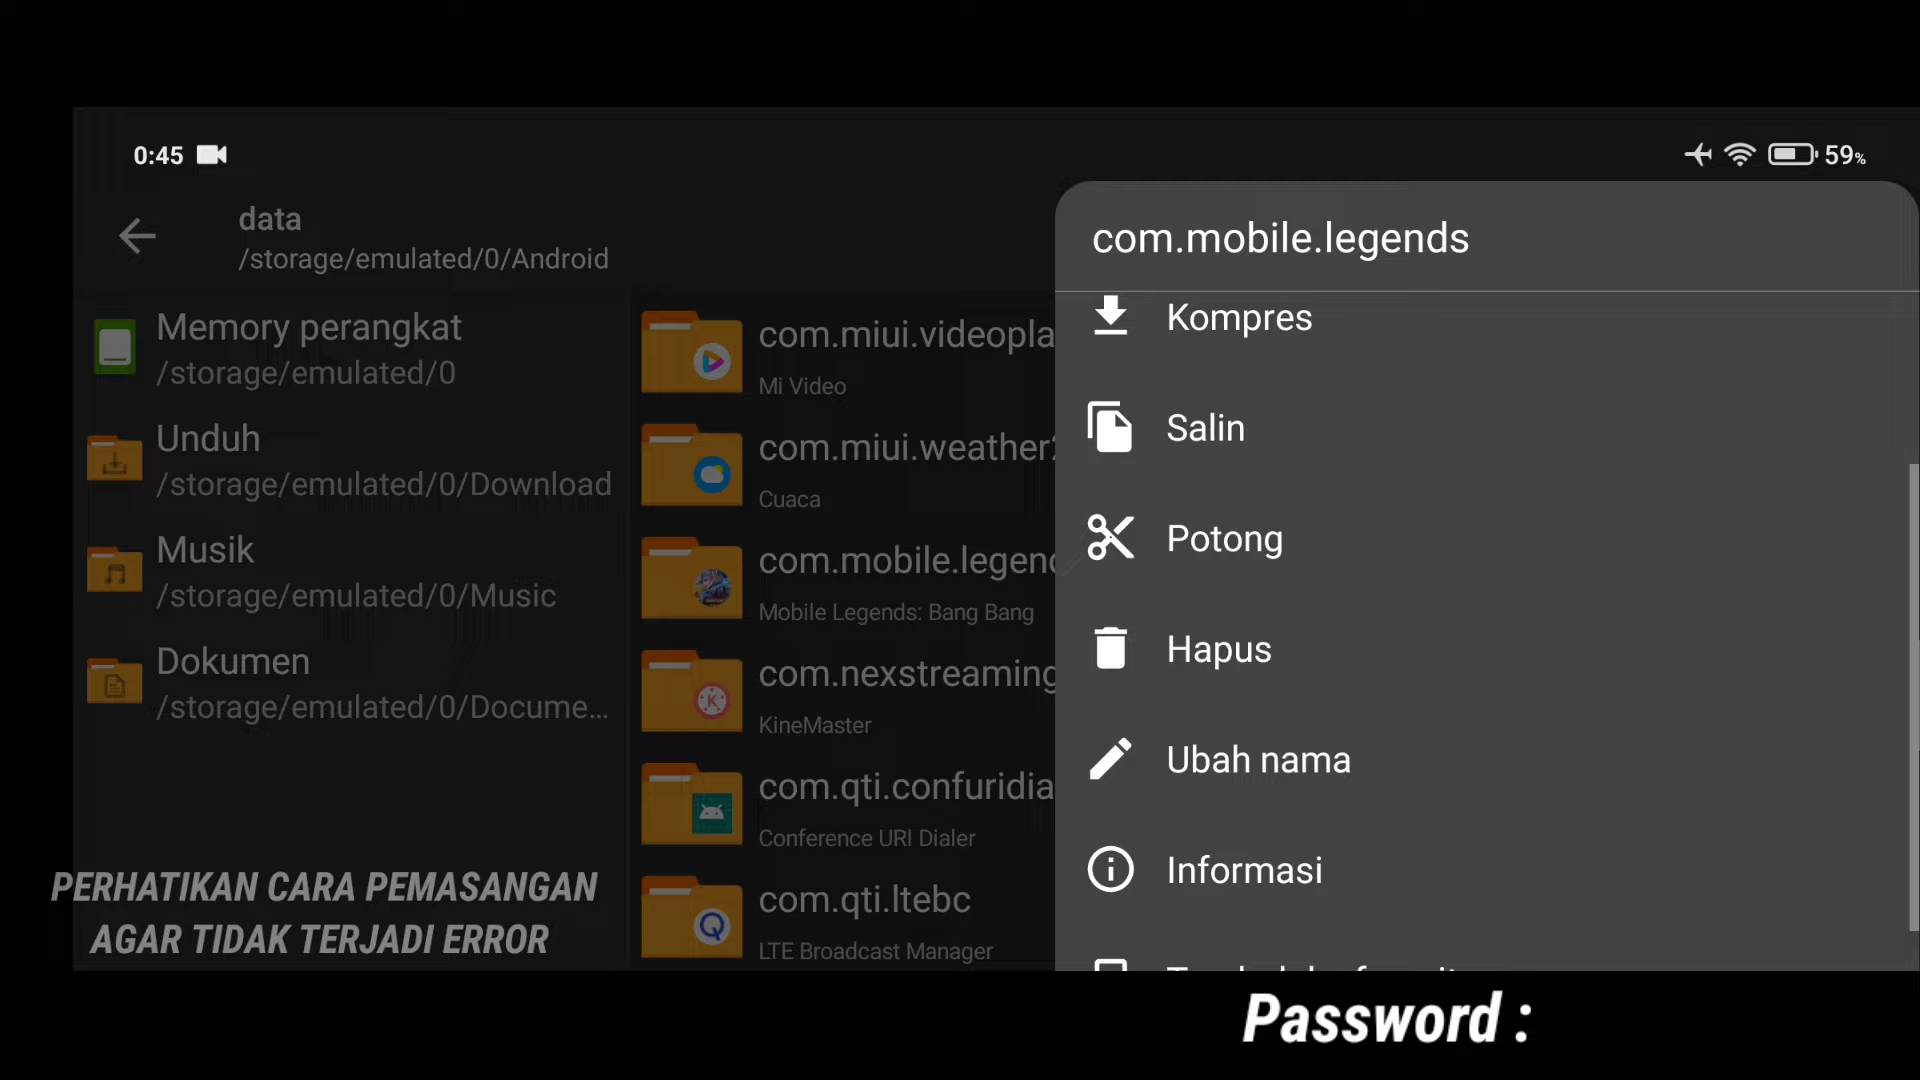 0:45
59%
data
/storage/emulated/0/Android
Memory perangkat
/storage/emulated/0
Unduh
/storage/emulated/0/Download
Musik
/storage/emulated/0/Music
Dokumen
/storage/emulated/0/Docume...
com.miui.videopla
Mi Video
com.miui.weather2
Cuaca
com.mobile.legend
Mobile Legends: Bang Bang
com.nexstreaming
KineMaster
com.qti.confuridia
Conference URI Dialer
com.qti.ltebc
LTE Broadcast Manager
com.mobile.legends
Kompres
Salin
Potong
Hapus
Ubah nama
Informasi
PERHATIKAN CARA PEMASANGAN
AGAR TIDAK TERJADI ERROR
Password :